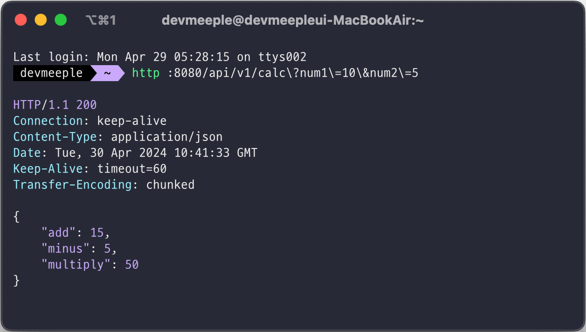 ⌥⌘1 devmeeple@devmeepleui-MacBookAir:~
Last login: Mon Apr 29 05:28:15 on ttys002
devmeeple ~ http :8080/api/v1/calc\?num1\=10\&num2\=5
HTTP/1.1 200
Connection: keep-alive
Content-Type: application/json
Date: Tue, 30 Apr 2024 10:41:33 GMT
Keep-Alive: timeout=60
Transfer-Encoding: chunked
{
    "add": 15,
    "minus": 5,
    "multiply": 50
}